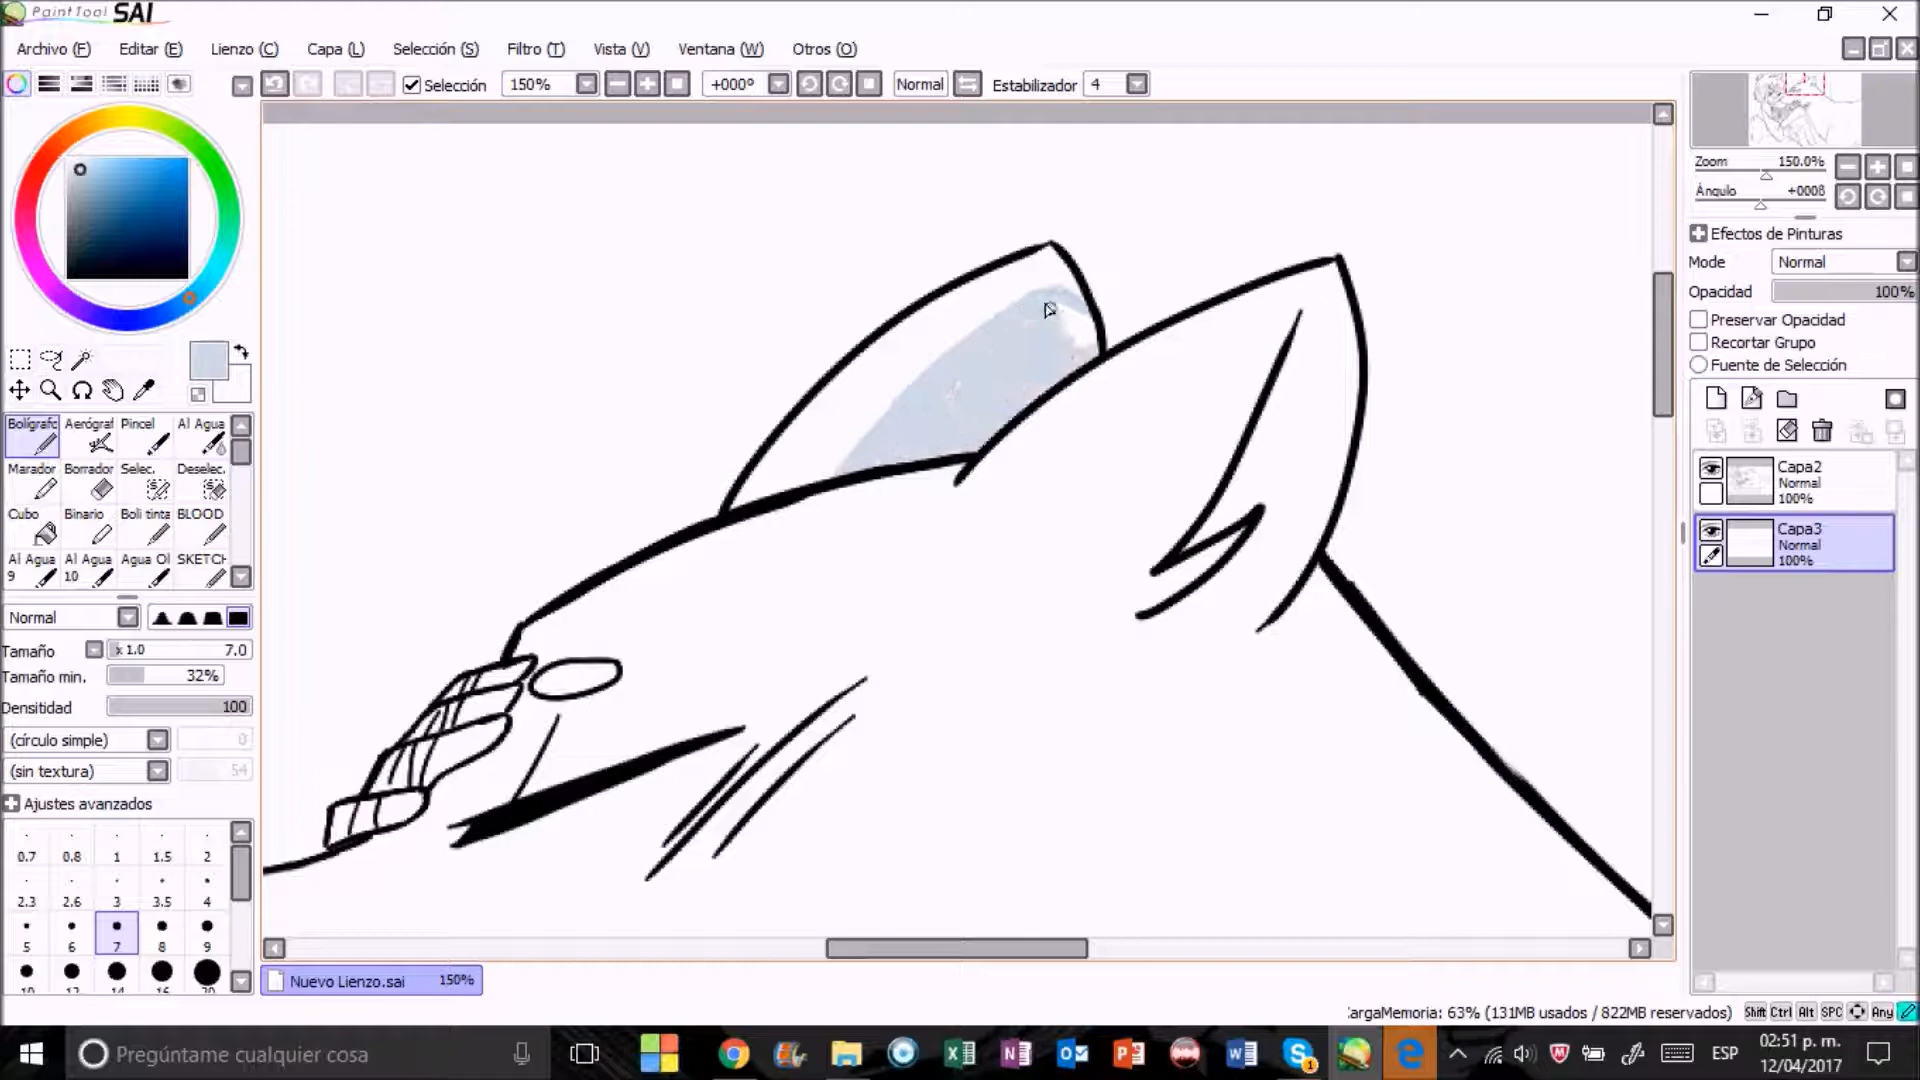 PaintTool SAI
Archivo (F) Editar (E) Lienzo (C) Capa (L) Selección (S) Filtro (T) Vista (V) Ventana (W) Otros (O)
Selección 150% +000º Normal Estabilizador 4
Zoom 150.0%
Ángulo +000ß
Efectos de Pinturas
Mode Normal
Opacidad 100%
Preservar Opacidad
Recortar Grupo
Fuente de Selección
Bolígrafo Aerógraf Pincel Al Agua
Marador Borrador Selec. Deselec.
Cubo Binario Boli tinta BLOOD
Al Agua 9 Al Agua 10 Agua Ol SKETCH
Normal
Tamaño x 1.0 7.0
Tamaño min. 32%
Densitidad 100
(círculo simple) 0
(sin textura) 54
Ajustes avanzados
0.7 0.8 1 1.5 2
2.3 2.6 3 3.5 4
5 6 7 8 9
10 12 14 16 20
Capa2
Normal
100%
Capa3
Normal
100%
Nuevo Lienzo.sai 150%
CargaMemoria: 63% (131MB usados / 822MB reservados) Shift Ctrl Alt SPC Any
Pregúntame cualquier cosa
ESP
02:51 p. m.
12/04/2017